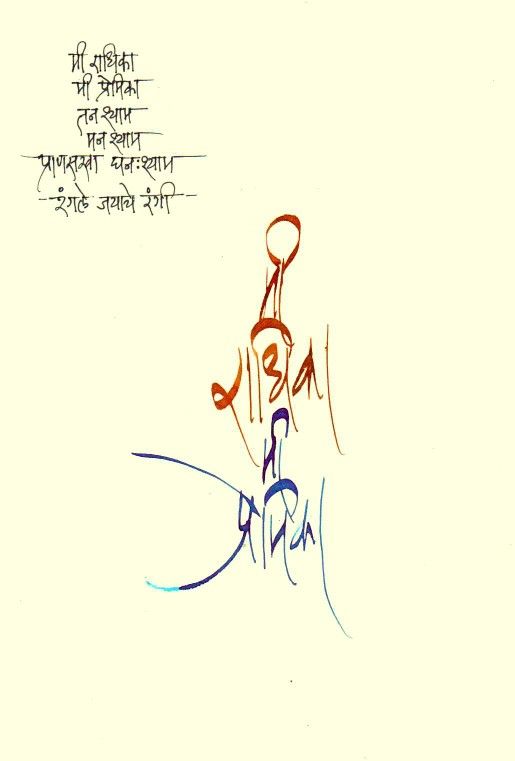 मी राधिका
मी प्रेमिका
तन श्याम
मन श्याम
प्राणसखा घनःश्याम
-रंगले जयाचे रंगी-
मी
राधिका
मी
प्रेमिका